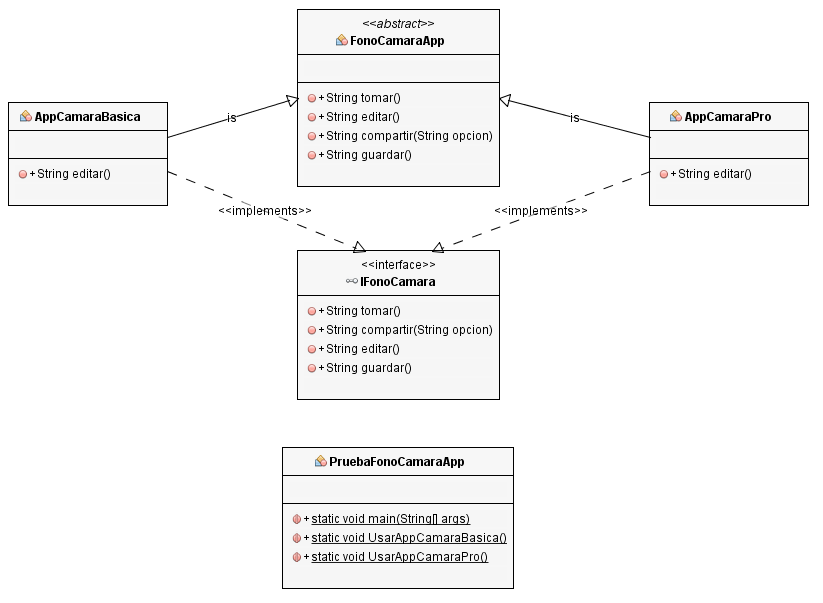 <<abstract>>
FonoCamaraApp
+ String tomar()
+ String editar()
+ String compartir(String opcion)
+ String guardar()
AppCamaraBasica
+ String editar()
is
AppCamaraPro
+ String editar()
is
<<implements>>
<<implements>>
<<interface>>
IFonoCamara
+ String tomar()
+ String compartir(String opcion)
+ String editar()
+ String guardar()
PruebaFonoCamaraApp
+ static void main(String[] args)
+ static void UsarAppCamaraBasica()
+ static void UsarAppCamaraPro()